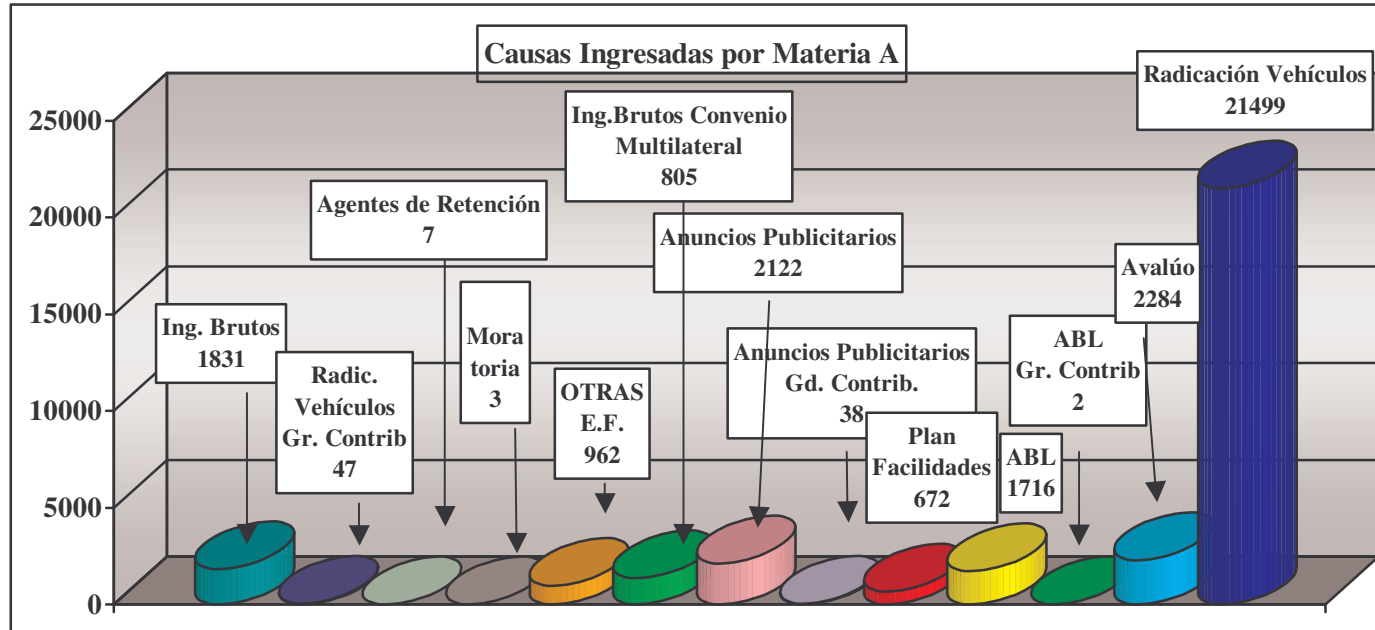 Causas Ingresadas por Materia A
25000
20000
15000
10000
5000
0
Ing. Brutos
1831
Radic.
Vehículos
Gr. Contrib
47
Agentes de Retención
7
Mora
toria
3
OTRAS
E.F.
962
Ing.Brutos Convenio
Multilateral
805
Anuncios Publicitarios
2122
Anuncios Publicitarios
Gd. Contrib.
38
Plan
Facilidades
672
ABL
1716
ABL
Gr. Contrib
2
Avalúo
2284
Radicación Vehículos
21499